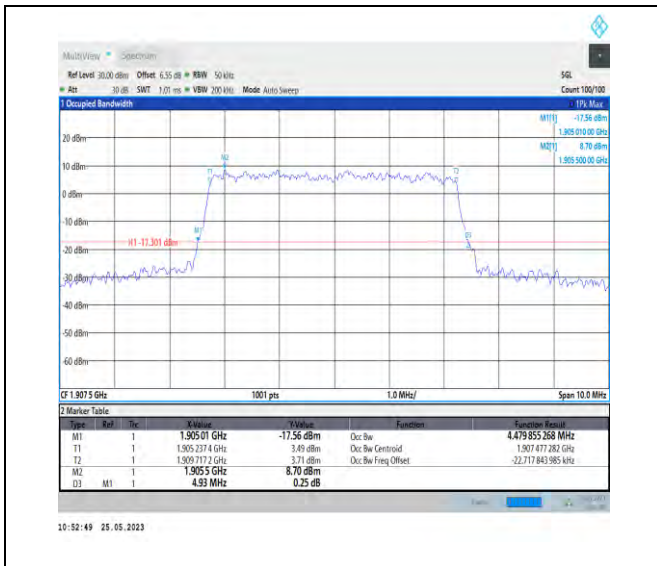 MultiView Spectrum
Ref Level 30.00 dBm Offset 6.55 dB RBW 50 kHz SGL
Att 30 dB SWT 1.01 ms VBW 200 kHz Mode Auto Sweep Count 100/100
1 Occupied Bandwidth 1Pk Max
M1[1] -17.56 dBm
1.905 010 00 GHz
20 dBm M2[1] 8.70 dBm
1.905 500 00 GHz
M2
10 dBm T1 T2
0 dBm
-10 dBm
M1 D3
H1 -17.301 dBm
-20 dBm
-30 dBm
-40 dBm
-50 dBm
-60 dBm
CF 1.907 5 GHz 1001 pts 1.0 MHz/ Span 10.0 MHz
2 Marker Table
Type Ref Trc X-Value Y-Value Function Function Result
M1 1 1.905 01 GHz -17.56 dBm Occ Bw 4.479 855 268 MHz
T1 1 1.905 237 4 GHz 3.49 dBm Occ Bw Centroid 1.907 477 282 GHz
T2 1 1.909 717 2 GHz 3.71 dBm Occ Bw Freq Offset -22.717 843 985 kHz
M2 1 1.905 5 GHz 8.70 dBm
D3 M1 1 4.93 MHz 0.25 dB
10:52:49 25.05.2023